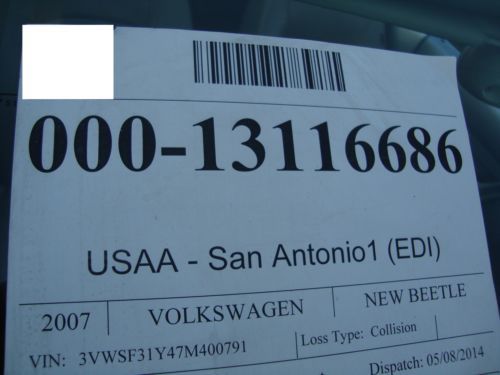 000-13116686
USAA - San Antonio1 (EDI)
2007 VOLKSWAGEN NEW BEETLE
VIN: 3VWSF31Y47M400791 Loss Type: Collision
Dispatch: 05/08/2014